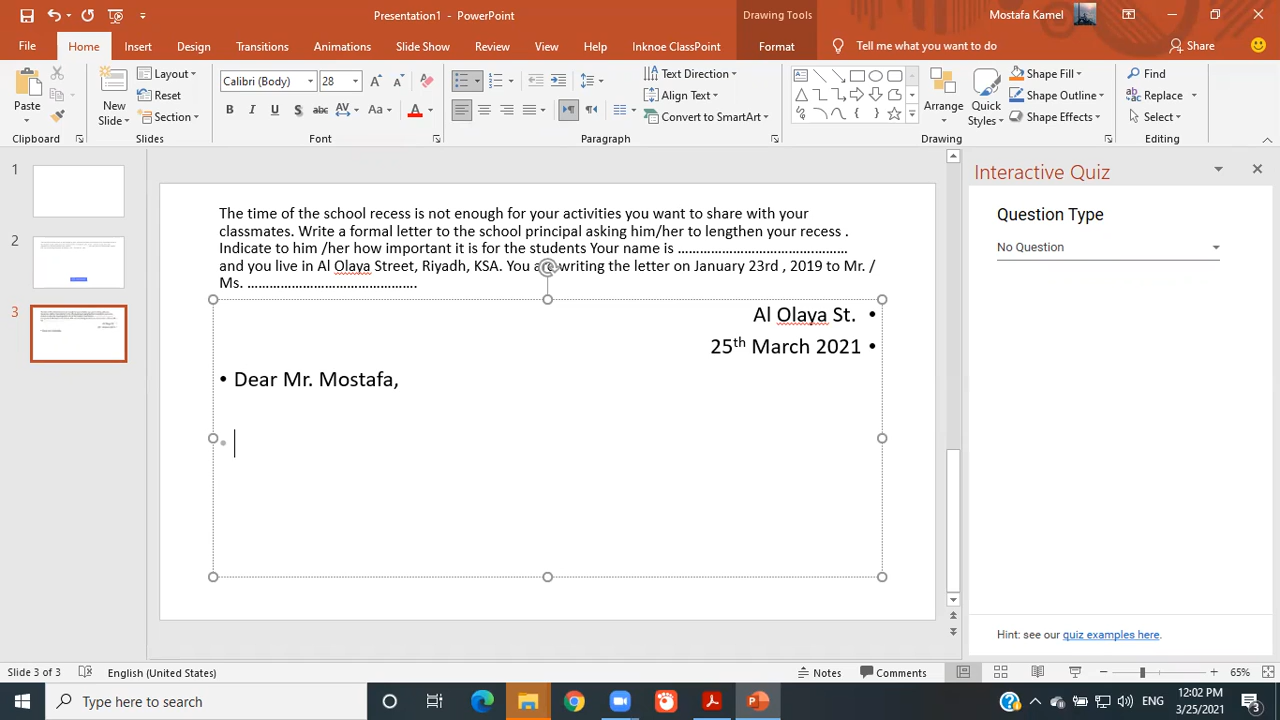 Presentation1 - PowerPoint
Drawing Tools
Mostafa Kamel
File Home Insert Design Transitions Animations Slide Show Review View Help Inknoe ClassPoint Format Tell me what you want to do Share
Paste
New Slide
Layout
Reset
Section
Calibri (Body) 28
B I U S abc AV Aa A
Text Direction
Align Text
Convert to SmartArt
Arrange
Quick Styles
Shape Fill
Shape Outline
Shape Effects
Find
Replace
Select
Clipboard Slides Font Paragraph Drawing Editing
1
2
3
The time of the school recess is not enough for your activities you want to share with your
classmates. Write a formal letter to the school principal asking him/her to lengthen your recess .
Indicate to him /her how important it is for the students Your name is ……………………………………….
and you live in Al Olaya Street, Riyadh, KSA. You are writing the letter on January 23rd , 2019 to Mr. /
Ms. ……………………………………….
Al Olaya St. •
25th March 2021 •
• Dear Mr. Mostafa,
Interactive Quiz
Question Type
No Question
Hint: see our quiz examples here.
Slide 3 of 3 English (United States) Notes Comments 65%
Type here to search
ENG
12:02 PM
3/25/2021